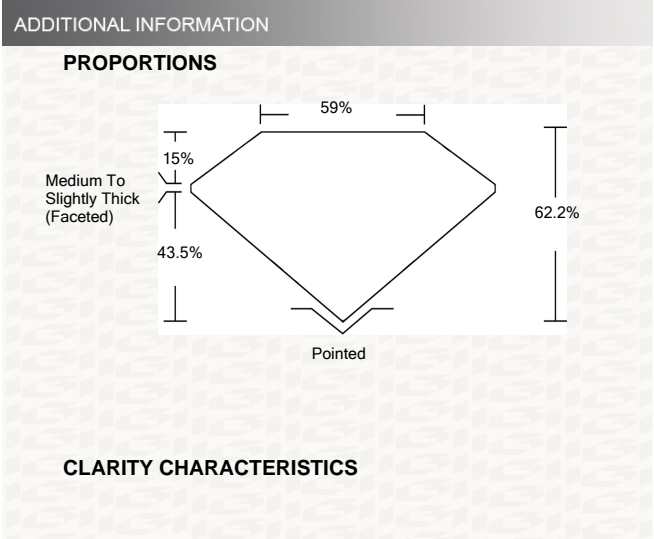 ADDITIONAL INFORMATION
PROPORTIONS
59%
15%
Medium To
Slightly Thick
(Faceted)
62.2%
43.5%
Pointed
CLARITY CHARACTERISTICS